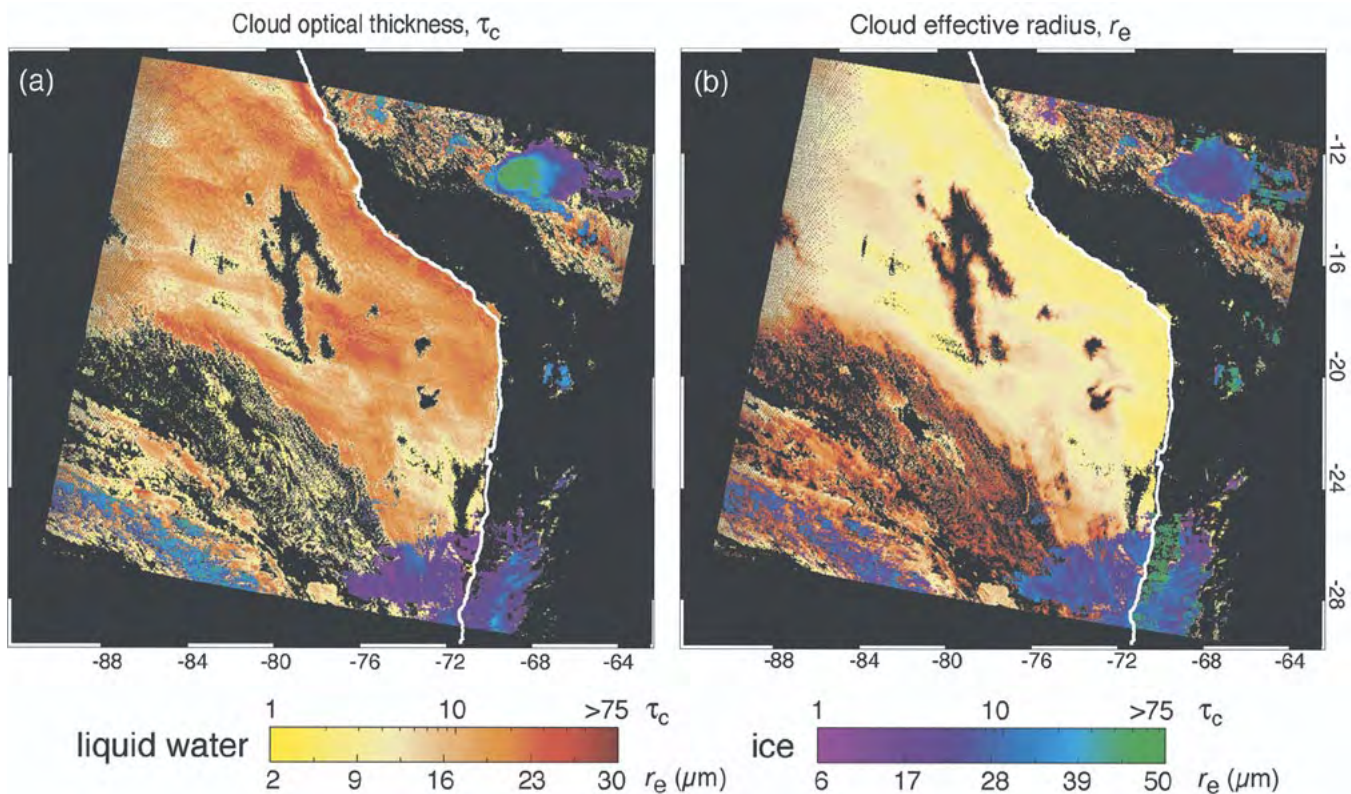 Cloud optical thickness, τc
Cloud effective radius, re
(a)
(b)
-12
-16
-20
-24
-28
-88 -84 -80 -76 -72 -68 -64
-88 -84 -80 -76 -72 -68 -64
1 10 >75 τc
liquid water
2 9 16 23 30 re (µm)
1 10 >75 τc
ice
6 17 28 39 50 re (µm)